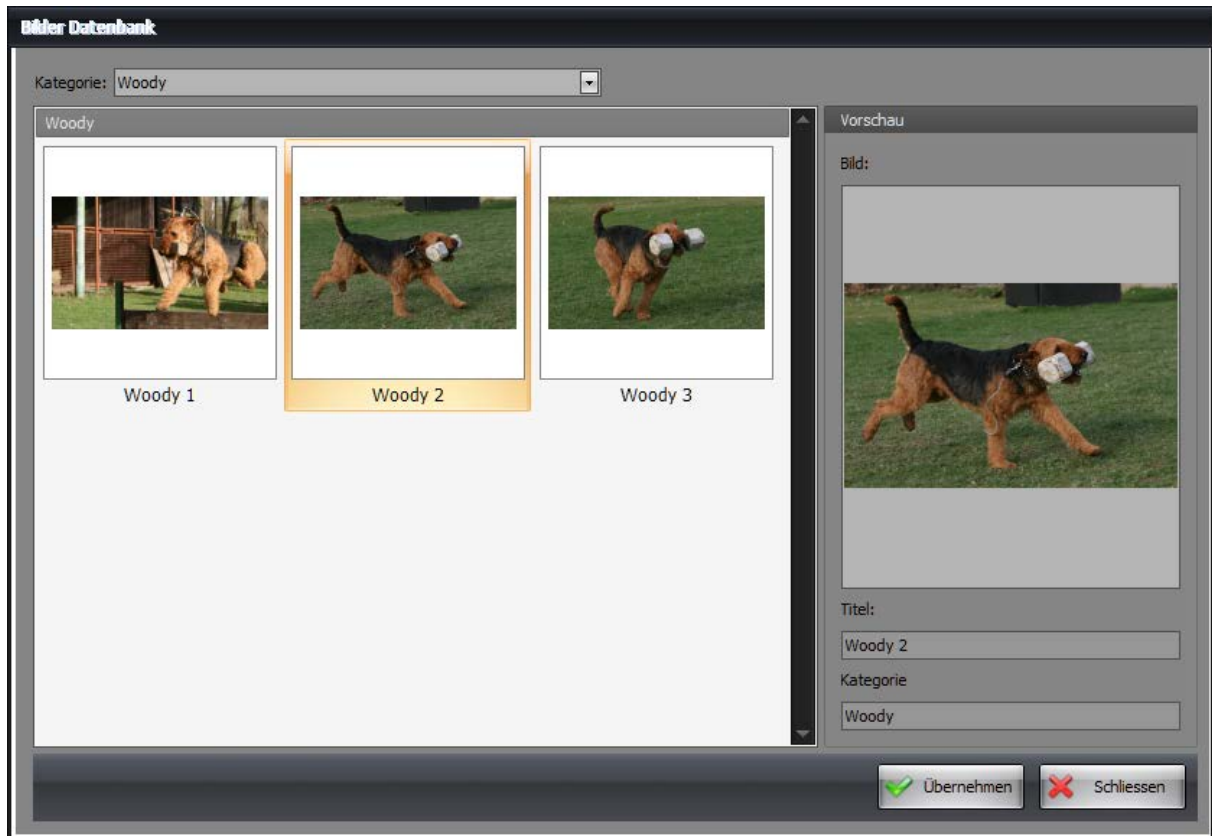 Bilder Datenbank
Kategorie: Woody
Woody
Woody 1
Woody 2
Woody 3
Vorschau
Bild:
Titel:
Woody 2
Kategorie
Woody
Übernehmen
Schliessen